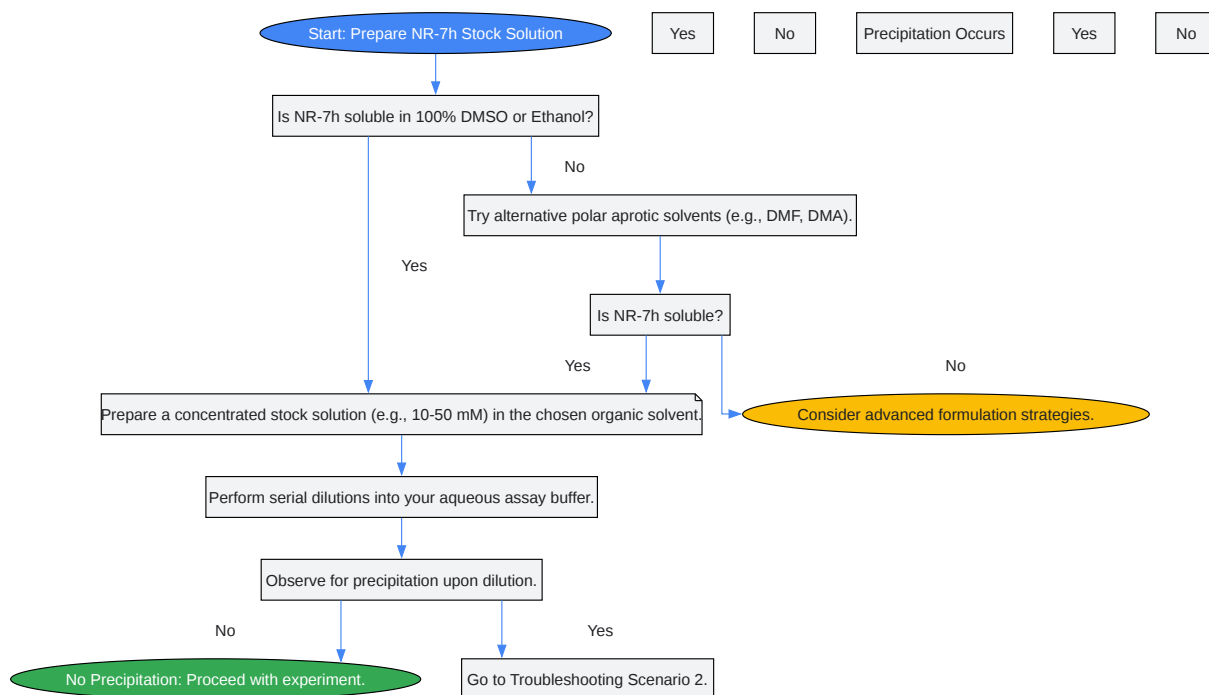 Start: Prepare NR-7h Stock Solution
Yes
No
Precipitation Occurs
Yes
No
Is NR-7h soluble in 100% DMSO or Ethanol?
No
Try alternative polar aprotic solvents (e.g., DMF, DMA).
Yes
Is NR-7h soluble?
Yes
No
Prepare a concentrated stock solution (e.g., 10-50 mM) in the chosen organic solvent.
Consider advanced formulation strategies.
Perform serial dilutions into your aqueous assay buffer.
Observe for precipitation upon dilution.
No
Yes
No Precipitation: Proceed with experiment.
Go to Troubleshooting Scenario 2.